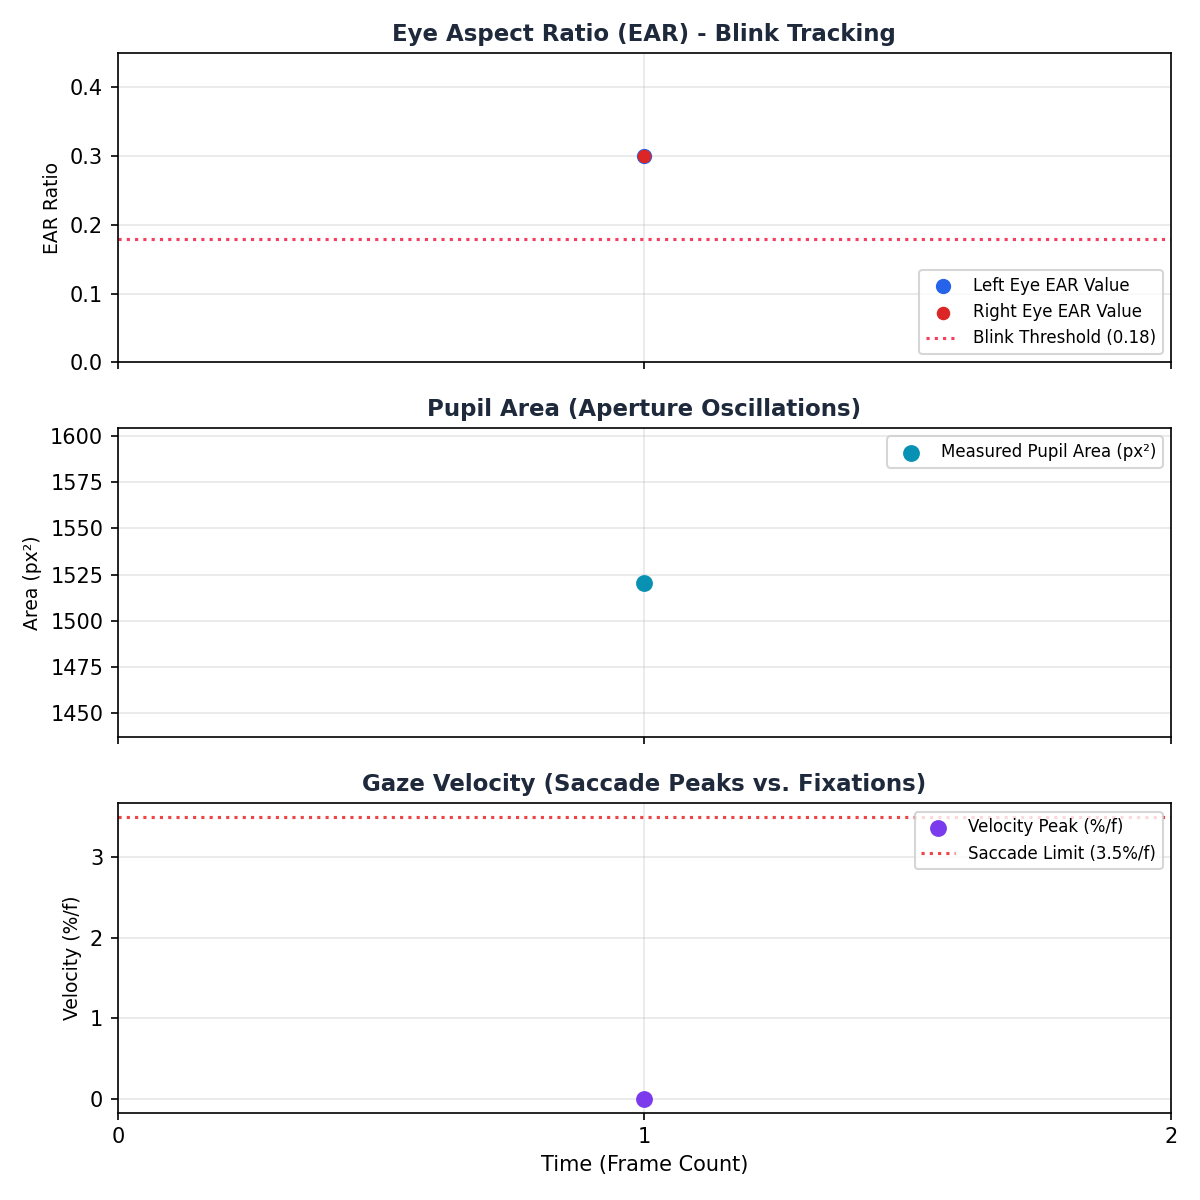 Eye Aspect Ratio (EAR) - Blink Tracking
0.4
0.3
0.2
0.1
0.0
EAR Ratio
Left Eye EAR Value
Right Eye EAR Value
Blink Threshold (0.18)
Pupil Area (Aperture Oscillations)
1600
1575
1550
1525
1500
1475
1450
Area (px²)
Measured Pupil Area (px²)
Gaze Velocity (Saccade Peaks vs. Fixations)
3
2
1
0
Velocity (%/f)
Velocity Peak (%/f)
Saccade Limit (3.5%/f)
0 1 2
Time (Frame Count)